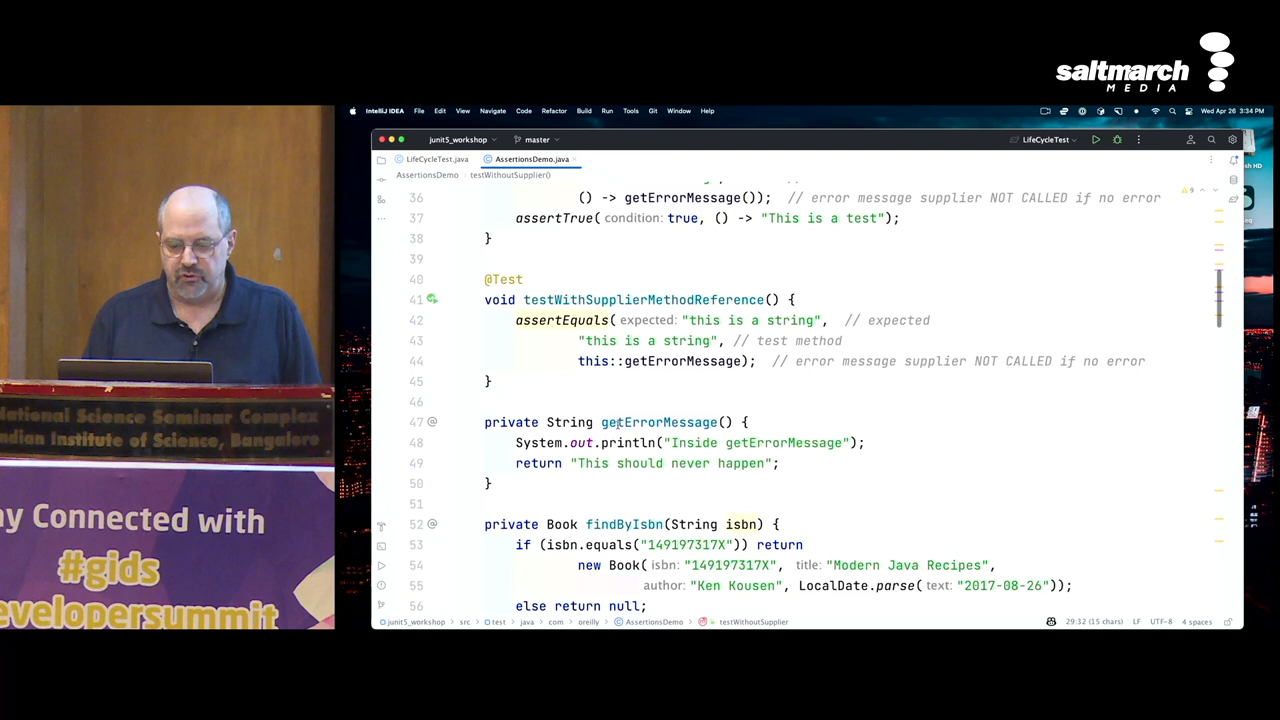 saltmarch
MEDIA
IntelliJ IDEA File Edit View Navigate Code Refactor Build Run Tools Git Window Help
Wed Apr 26 3:34 PM
junit5_workshop master LifeCycleTest
LifeCycleTest.java AssertionsDemo.java
AssertionsDemo testWithoutSupplier()
36 () -> getErrorMessage()); // error message supplier NOT CALLED if no error
37 assertTrue( condition: true, () -> "This is a test");
38 }
39
40 @Test
41 void testWithSupplierMethodReference() {
42 assertEquals( expected: "this is a string", // expected
43 "this is a string", // test method
44 this::getErrorMessage); // error message supplier NOT CALLED if no error
45 }
46
47 private String getErrorMessage() {
48 System.out.println("Inside getErrorMessage");
49 return "This should never happen";
50 }
51
52 private Book findByIsbn(String isbn) {
53 if (isbn.equals("149197317X")) return
54 new Book( isbn: "149197317X", title: "Modern Java Recipes",
55 author: "Ken Kousen", LocalDate.parse( text: "2017-08-26"));
56 else return null;
junit5_workshop > src > test > java > com > oreilly > AssertionsDemo > testWithoutSupplier
29:32 (15 chars) LF UTF-8 4 spaces
National Science Seminar Complex
ndian Institute of Science, Bangalore
ay Connected with
#gids
evelopersummit